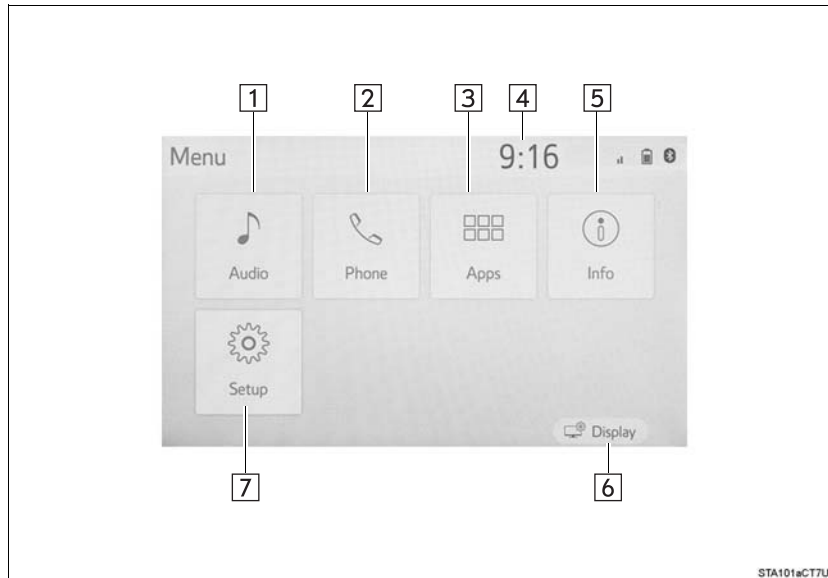 1 2 3 4 5
Menu 9:16
Audio Phone Apps Info
Setup
Display
7 6
STA101aCT7U